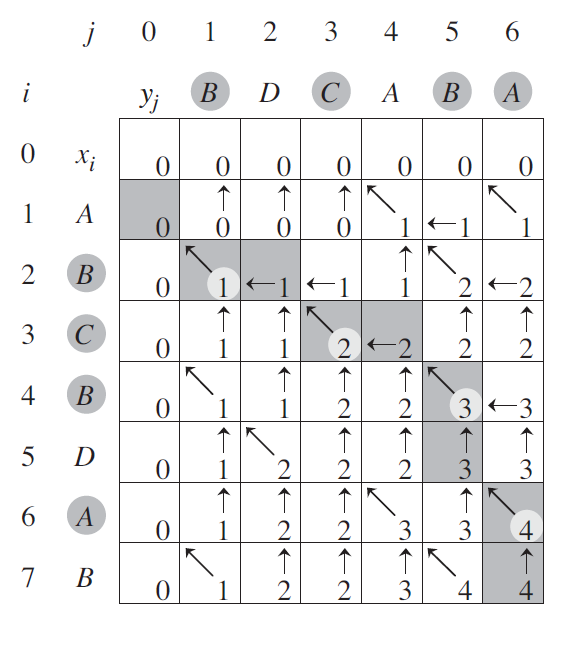 j 0 1 2 3 4 5 6
i yj B D C A B A
0 xi 0 0 0 0 0 0 0
1 A 0 ↑0 ↑0 ↑0 ↖1 ←1 ↖1
2 B 0 ↖1 ←1 ←1 ↑1 ↖2 ←2
3 C 0 ↑1 ↑1 ↖2 ←2 ↑2 ↑2
4 B 0 ↖1 ↑1 ↑2 ↑2 ↖3 ←3
5 D 0 ↑1 ↖2 ↑2 ↑2 ↑3 ↑3
6 A 0 ↑1 ↑2 ↑2 ↖3 ↑3 ↖4
7 B 0 ↖1 ↑2 ↑2 ↑3 ↖4 ↑4